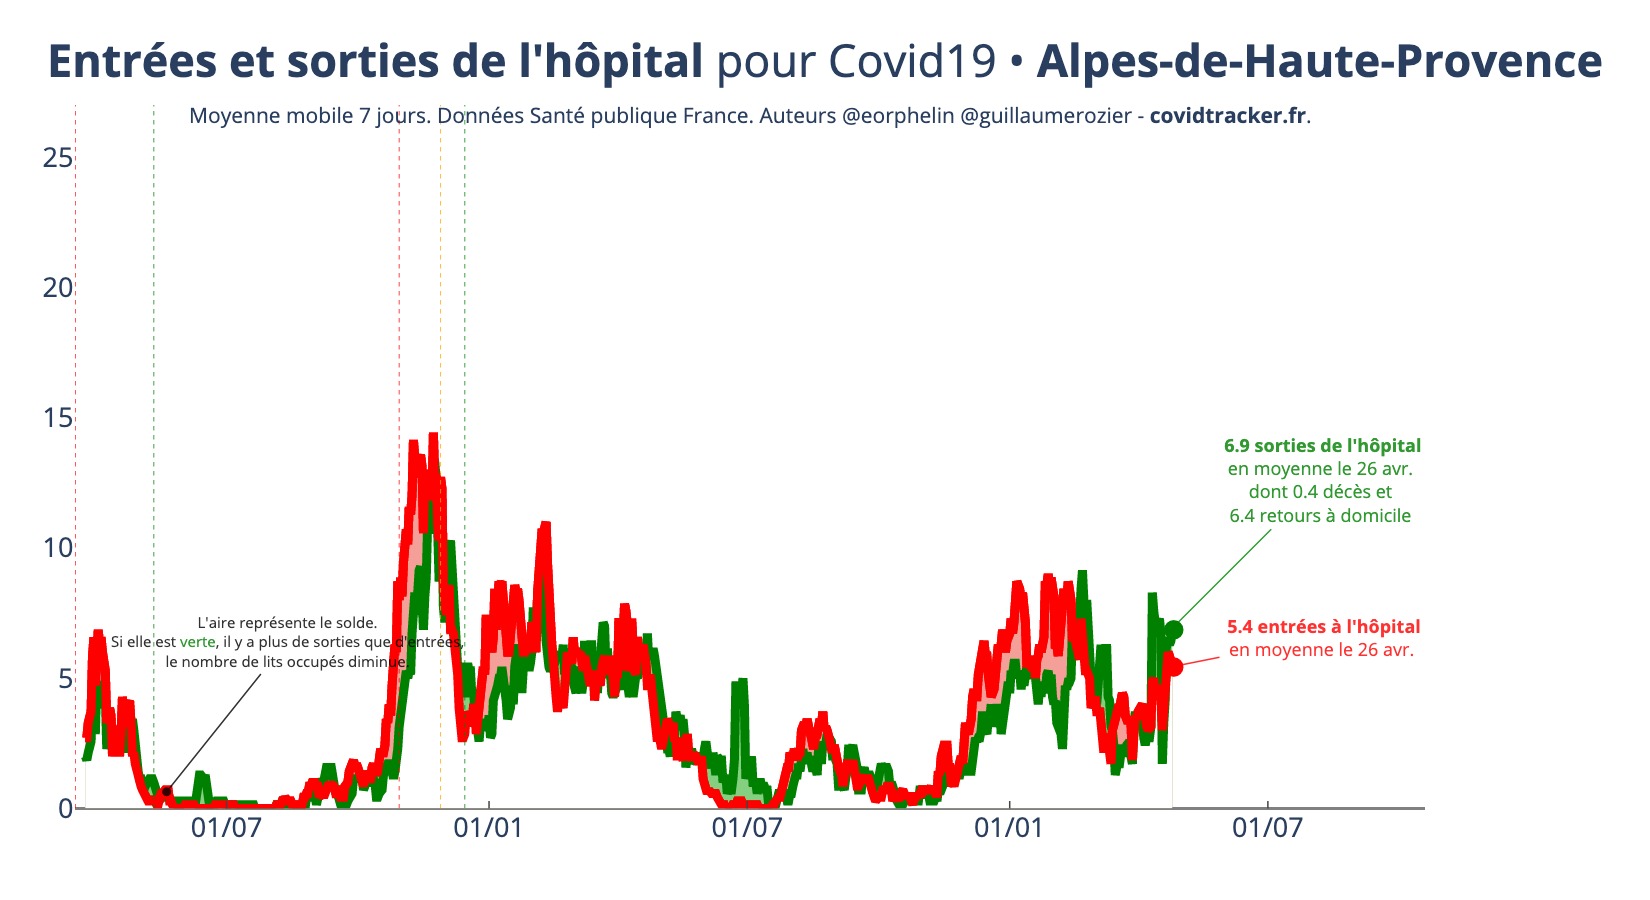 Entrées et sorties de l'hôpital pour Covid19 • Alpes-de-Haute-Provence
Moyenne mobile 7 jours. Données Santé publique France. Auteurs @eorphelin @guillaumerozier - covidtracker.fr.
25
20
15
10
5
0
L'aire représente le solde.
Si elle est verte, il y a plus de sorties que d'entrées,
le nombre de lits occupés diminue.
6.9 sorties de l'hôpital
en moyenne le 26 avr.
dont 0.4 décès et
6.4 retours à domicile
5.4 entrées à l'hôpital
en moyenne le 26 avr.
01/07
01/01
01/07
01/01
01/07